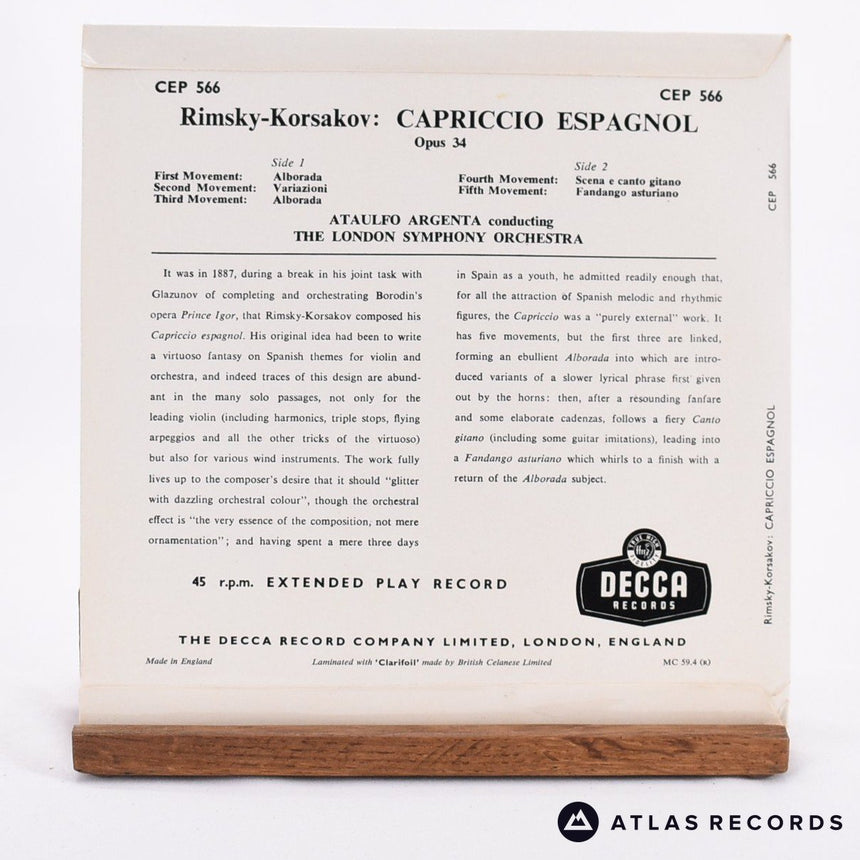 CEP 566
CEP 566
Rimsky-Korsakov: CAPRICCIO ESPAGNOL
Opus 34
Side 1
First Movement: Alborada
Second Movement: Variazioni
Third Movement: Alborada
Side 2
Fourth Movement: Scena e canto gitano
Fifth Movement: Fandango asturiano
ATAULFO ARGENTA conducting
THE LONDON SYMPHONY ORCHESTRA
It was in 1887, during a break in his joint task with
Glazunov of completing and orchestrating Borodin's
opera Prince Igor, that Rimsky-Korsakov composed his
Capriccio espagnol. His original idea had been to write
a virtuoso fantasy on Spanish themes for violin and
orchestra, and indeed traces of this design are abund-
ant in the many solo passages, not only for the
leading violin (including harmonics, triple stops, flying
arpeggios and all the other tricks of the virtuoso)
but also for various wind instruments. The work fully
lives up to the composer's desire that it should "glitter
with dazzling orchestral colour", though the orchestral
effect is "the very essence of the composition, not mere
ornamentation"; and having spent a mere three days
in Spain as a youth, he admitted readily enough that,
for all the attraction of Spanish melodic and rhythmic
figures, the Capriccio was a "purely external" work. It
has five movements, but the first three are linked,
forming an ebullient Alborada into which are intro-
duced variants of a slower lyrical phrase first given
out by the horns: then, after a resounding fanfare
and some elaborate cadenzas, follows a fiery Canto
gitano (including some guitar imitations), leading into
a Fandango asturiano which whirls to a finish with a
return of the Alborada subject.
45 r.p.m. EXTENDED PLAY RECORD
TRUE WITH
ffrr
FIDELITY
DECCA
RECORDS
THE DECCA RECORD COMPANY LIMITED, LONDON, ENGLAND
Made in England
Laminated with 'Clarifoil' made by British Celanese Limited
MC 59.4 (R)
CEP 566
Rimsky-Korsakov: CAPRICCIO ESPAGNOL
ATLAS RECORDS